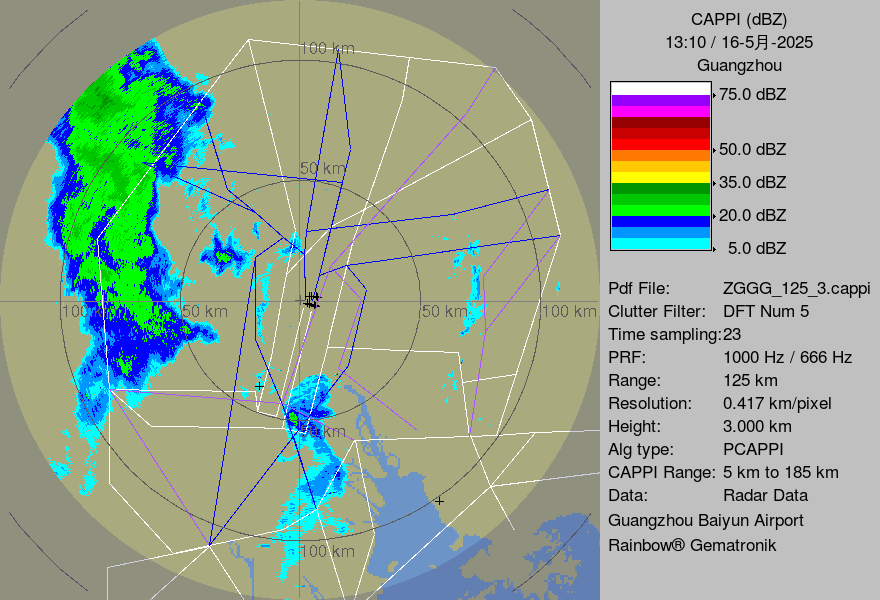 CAPPI (dBZ)
13:10 / 16-5月-2025
Guangzhou
75.0 dBZ
50.0 dBZ
35.0 dBZ
20.0 dBZ
5.0 dBZ
Pdf File: ZGGG_125_3.cappi
Clutter Filter: DFT Num 5
Time sampling:23
PRF: 1000 Hz / 666 Hz
Range: 125 km
Resolution: 0.417 km/pixel
Height: 3.000 km
Alg type: PCAPPI
CAPPI Range: 5 km to 185 km
Data: Radar Data
Guangzhou Baiyun Airport
Rainbow® Gematronik
100 km
50 km
100 km
50 km
50 km
100 km
km
100 km